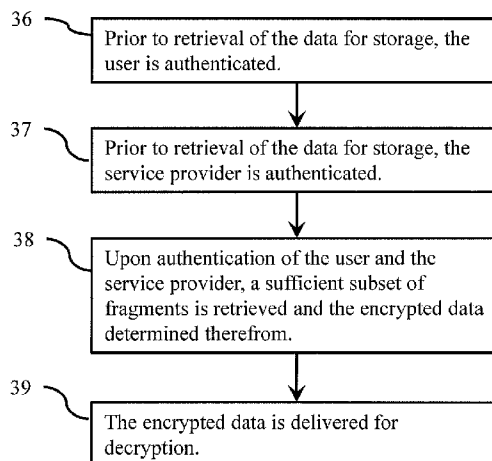 36
Prior to retrieval of the data for storage, the
user is authenticated.
37
Prior to retrieval of the data for storage, the
service provider is authenticated.
38
Upon authentication of the user and the
service provider, a sufficient subset of
fragments is retrieved and the encrypted data
determined therefrom.
39
The encrypted data is delivered for
decryption.